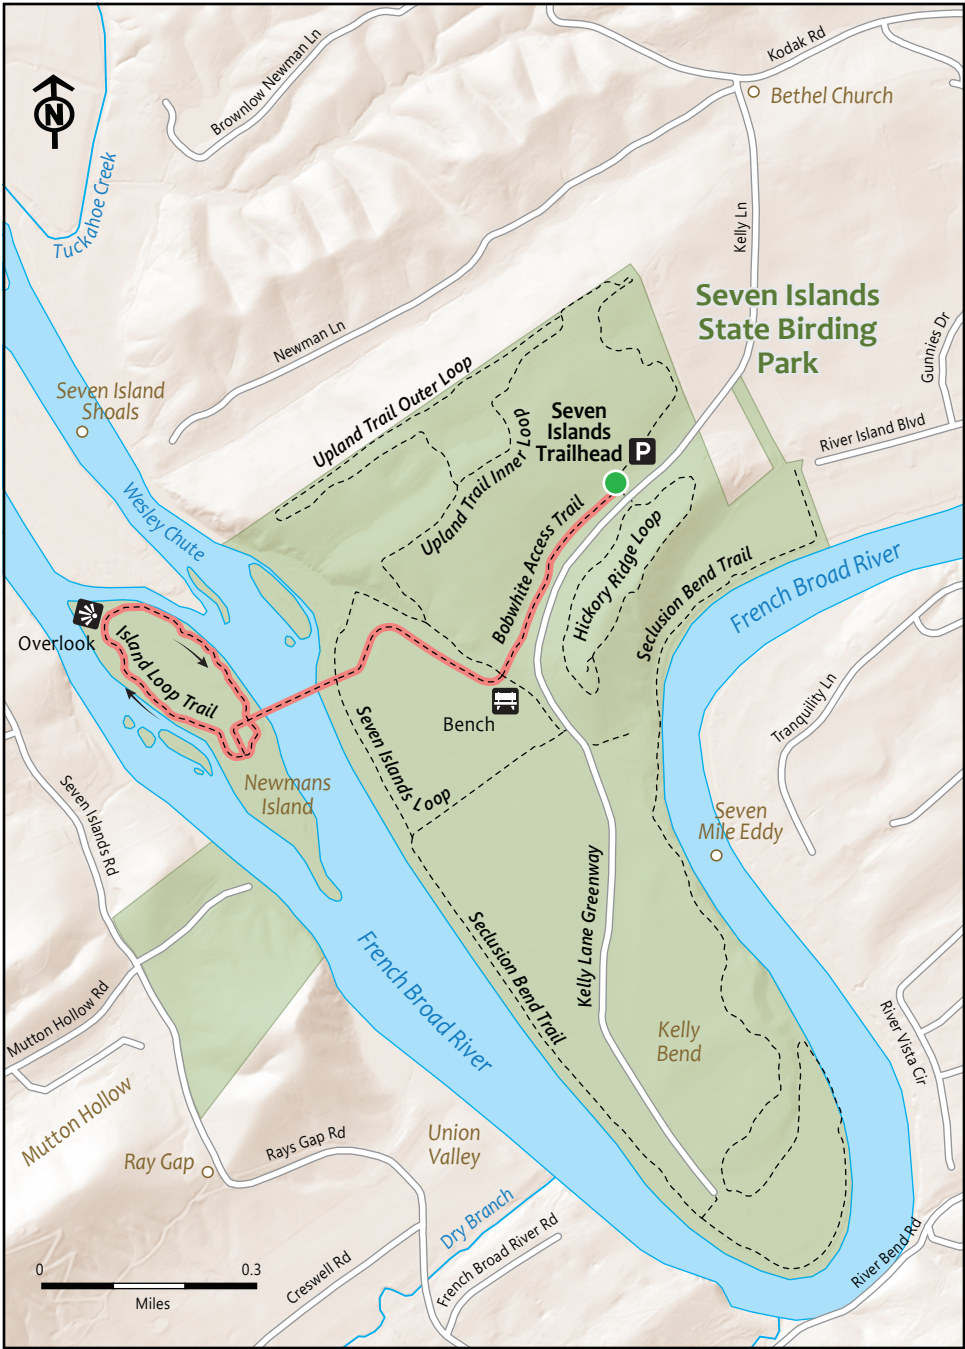 Kodak Rd
Brownlow Newman Ln
Bethel Church
N
Tuckahoe Creek
Kelly Ln
Seven Islands
State Birding
Park
Newman Ln
Gunnies Dr
Upland Trail Outer Loop
Seven Island
Shoals
Seven
Islands
Trailhead
P
Upland Trail Inner Loop
River Island Blvd
Wesley Chute
Bobwhite Access Trail
Hickory Ridge Loop
Seclusion Bend Trail
French Broad River
Overlook
Island Loop Trail
Bench
Tranquility Ln
Seven Islands Loop
Newmans
Island
Seven Islands Rd
Seven
Mile Eddy
Kelly Lane Greenway
Seclusion Bend Trail
French Broad River
Mutton Hollow Rd
Kelly
Bend
River Vista Cir
Mutton Hollow
Ray Gap
Rays Gap Rd
Union
Valley
Dry Branch
French Broad River Rd
Creswell Rd
River Bend Rd
0 0.3
Miles